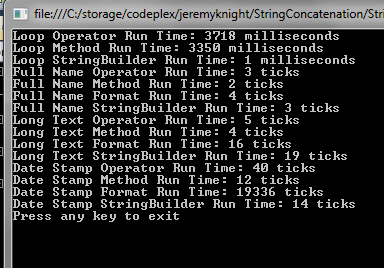 file:///C:/storage/codeplex/jeremyknight/StringConcatenation/Stri
Loop Operator Run Time: 3718 milliseconds
Loop Method Run Time: 3350 milliseconds
Loop StringBuilder Run Time: 1 milliseconds
Full Name Operator Run Time: 3 ticks
Full Name Method Run Time: 2 ticks
Full Name Format Run Time: 4 ticks
Full Name StringBuilder Run Time: 3 ticks
Long Text Operator Run Time: 5 ticks
Long Text Method Run Time: 4 ticks
Long Text Format Run Time: 16 ticks
Long Text StringBuilder Run Time: 19 ticks
Date Stamp Operator Run Time: 40 ticks
Date Stamp Method Run Time: 12 ticks
Date Stamp Format Run Time: 19336 ticks
Date Stamp StringBuilder Run Time: 14 ticks
Press any key to exit